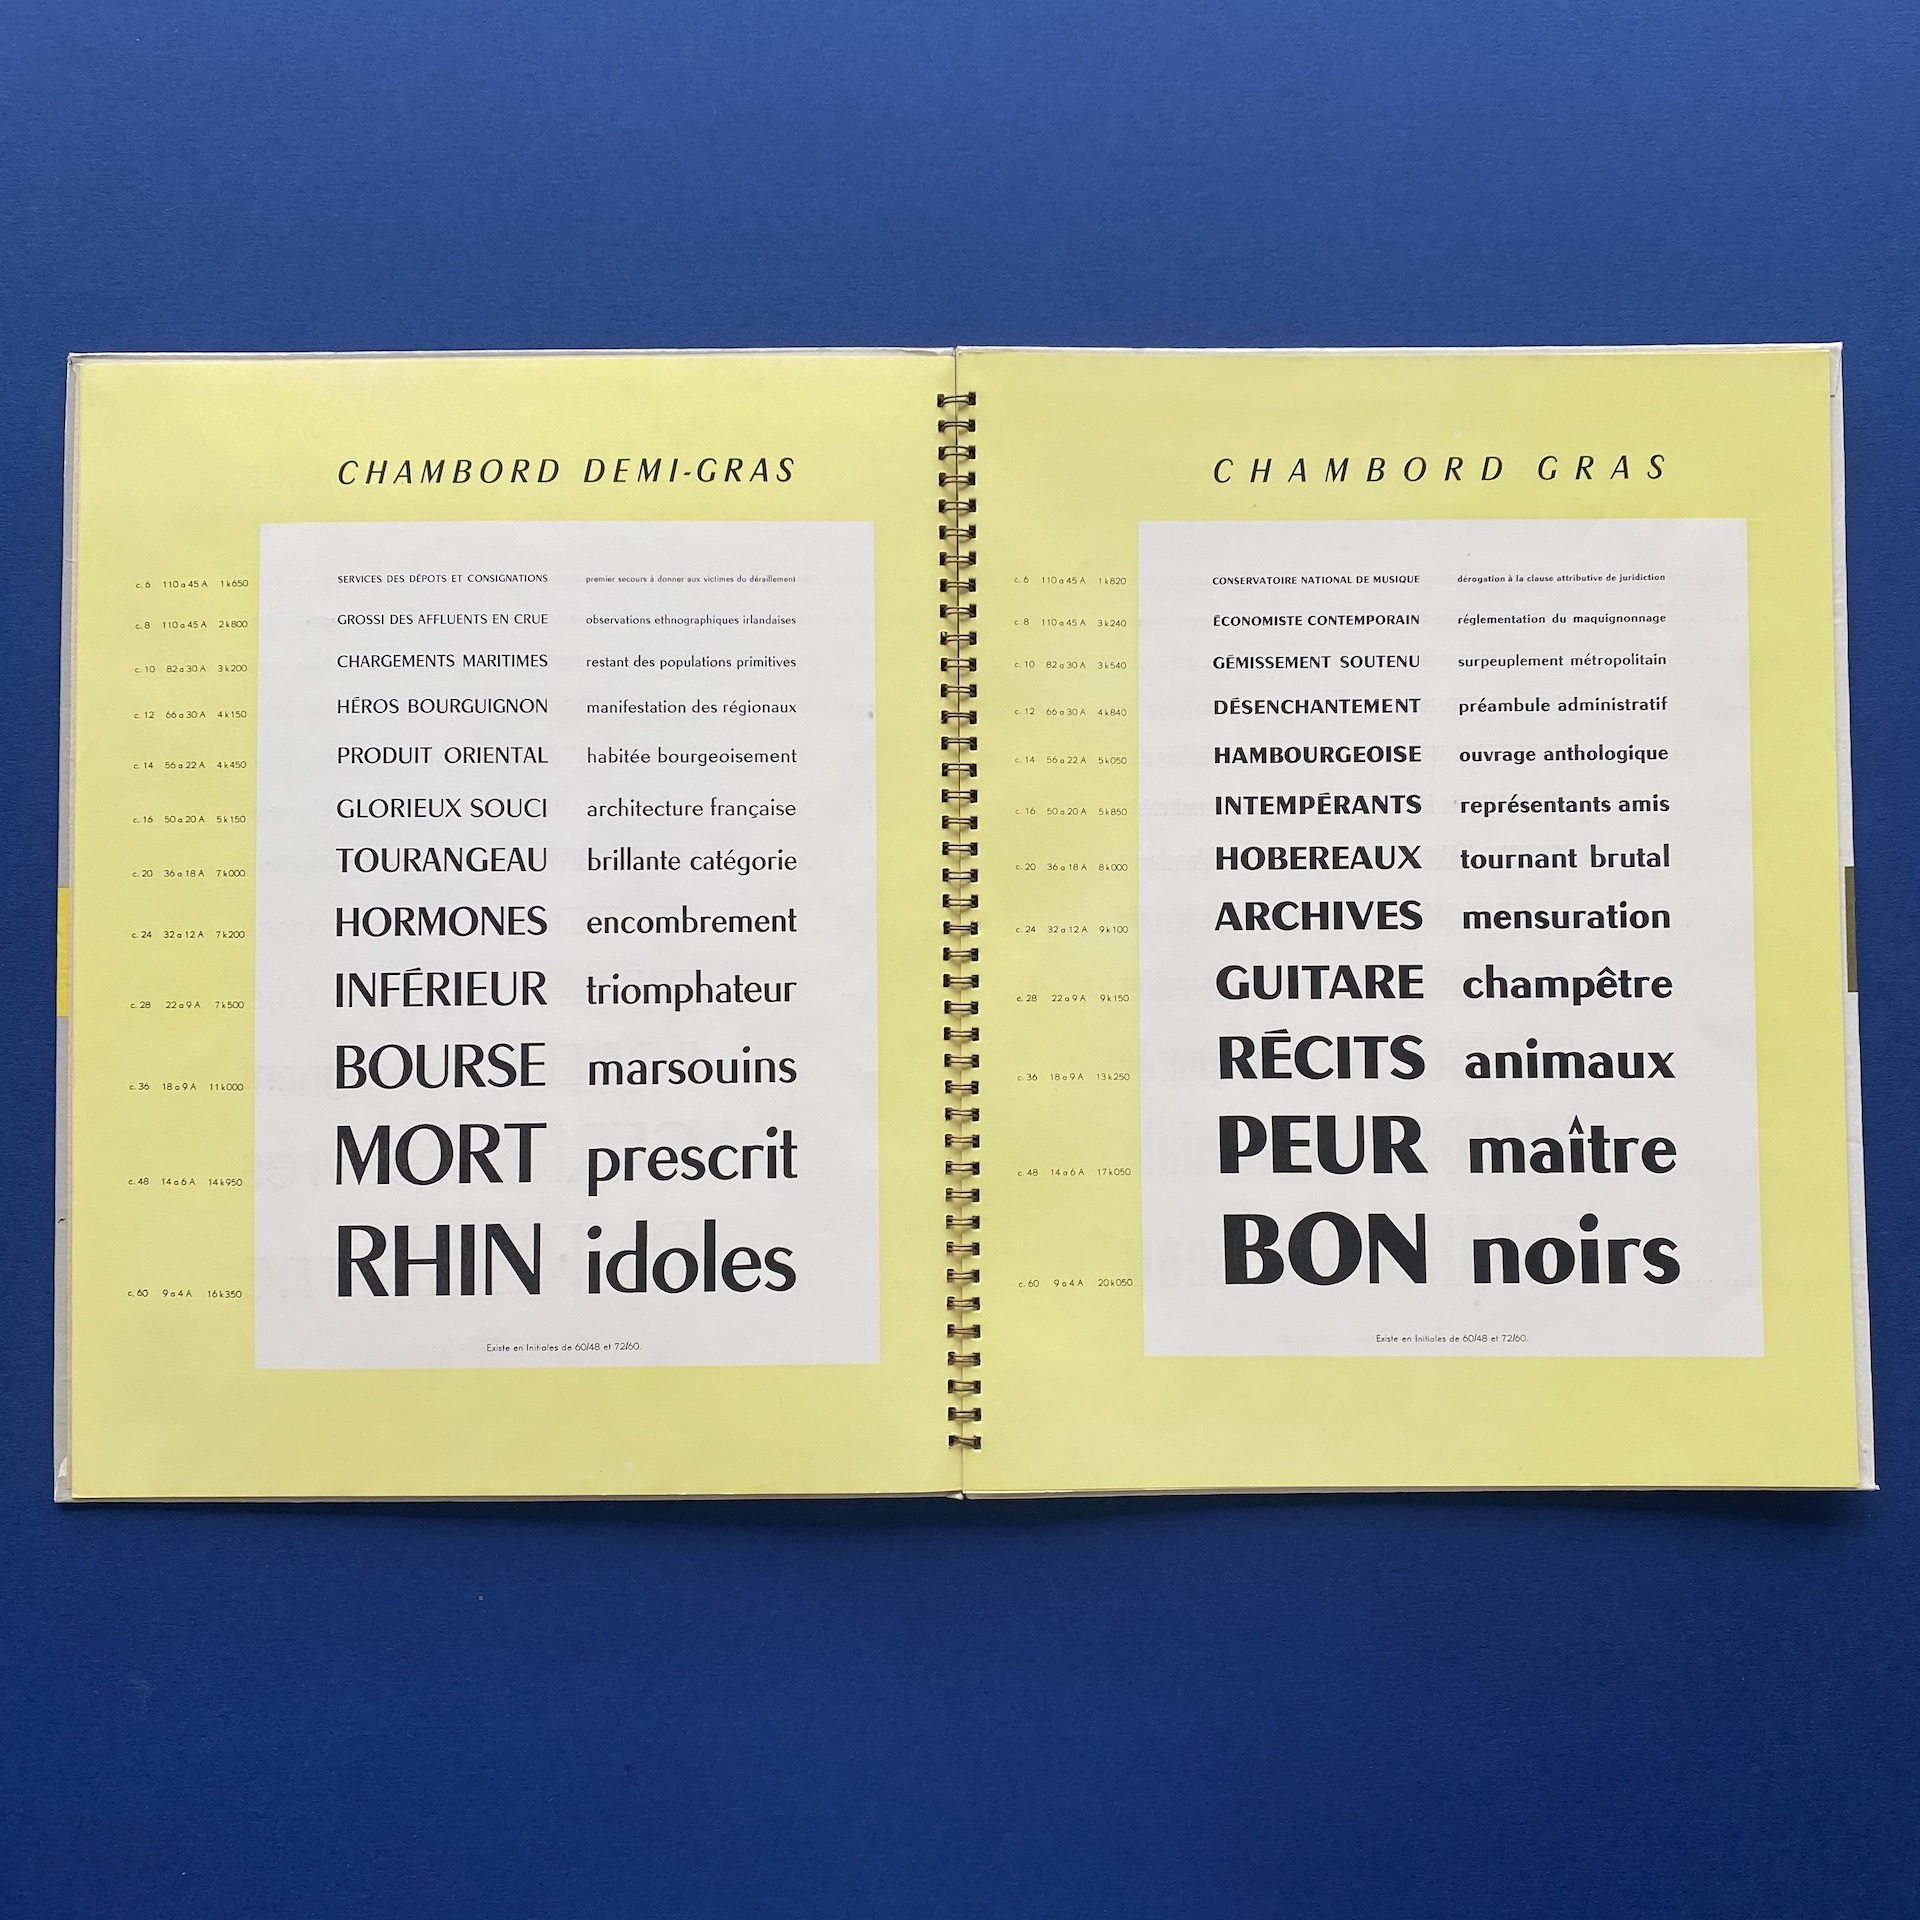 CHAMBORD DEMI-GRAS
c. 6 110 a 45 A 1 k 650 SERVICES DES DÉPOTS ET CONSIGNATIONS premier secours à donner aux victimes du déraillement
c. 8 110 a 45 A 2 k 800 GROSSI DES AFFLUENTS EN CRUE observations ethnographiques irlandaises
c. 10 82 a 30 A 3 k 200 CHARGEMENTS MARITIMES restant des populations primitives
c. 12 66 a 30 A 4 k 150 HÉROS BOURGUIGNON manifestation des régionaux
c. 14 56 a 22 A 4 k 450 PRODUIT ORIENTAL habitée bourgeoisement
c. 16 50 a 20 A 5 k 150 GLORIEUX SOUCI architecture française
c. 20 36 a 18 A 7 k 000 TOURANGEAU brillante catégorie
c. 24 32 a 12 A 7 k 200 HORMONES encombrement
c. 28 22 a 9 A 7 k 500 INFÉRIEUR triomphateur
c. 36 18 a 9 A 11 k 000 BOURSE marsouins
c. 48 14 a 6 A 14 k 950 MORT prescrit
c. 60 9 a 4 A 16 k 350 RHIN idoles
Existe en Initiales de 60/48 et 72/60.
CHAMBORD GRAS
c. 6 110 a 45 A 1 k 820 CONSERVATOIRE NATIONAL DE MUSIQUE dérogation à la clause attributive de juridiction
c. 8 110 a 45 A 3 k 240 ÉCONOMISTE CONTEMPORAIN réglementation du maquignonnage
c. 10 82 a 30 A 3 k 540 GÉMISSEMENT SOUTENU surpeuplement métropolitain
c. 12 66 a 30 A 4 k 840 DÉSENCHANTEMENT préambule administratif
c. 14 56 a 22 A 5 k 050 HAMBOURGEOISE ouvrage anthologique
c. 16 50 a 20 A 5 k 850 INTEMPÉRANTS représentants amis
c. 20 36 a 18 A 8 k 000 HOBEREAUX tournant brutal
c. 24 32 a 12 A 9 k 100 ARCHIVES mensuration
c. 28 22 a 9 A 9 k 150 GUITARE champêtre
c. 36 18 a 9 A 13 k 250 RÉCITS animaux
c. 48 14 a 6 A 17 k 050 PEUR maître
c. 60 9 a 4 A 20 k 050 BON noirs
Existe en Initiales de 60/48 et 72/60.